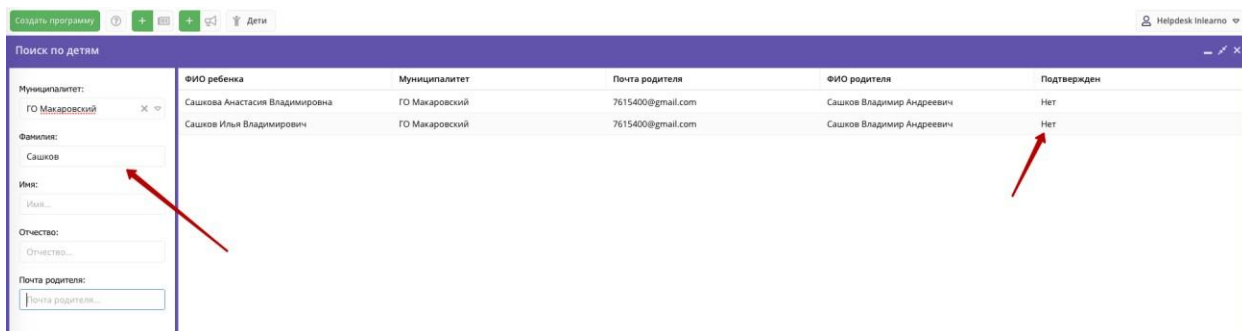 Создать программу
Дети
Helpdesk Inlearno
Поиск по детям
Муниципалитет:
ГО Макаровский
Фамилия:
Сашков
Имя:
Имя...
Отчество:
Отчество...
Почта родителя:
Почта родителя...
ФИО ребенка Муниципалитет Почта родителя ФИО родителя Подтвержден
Сашкова Анастасия Владимировна ГО Макаровский 7615400@gmail.com Сашков Владимир Андреевич Нет
Сашков Илья Владимирович ГО Макаровский 7615400@gmail.com Сашков Владимир Андреевич Нет